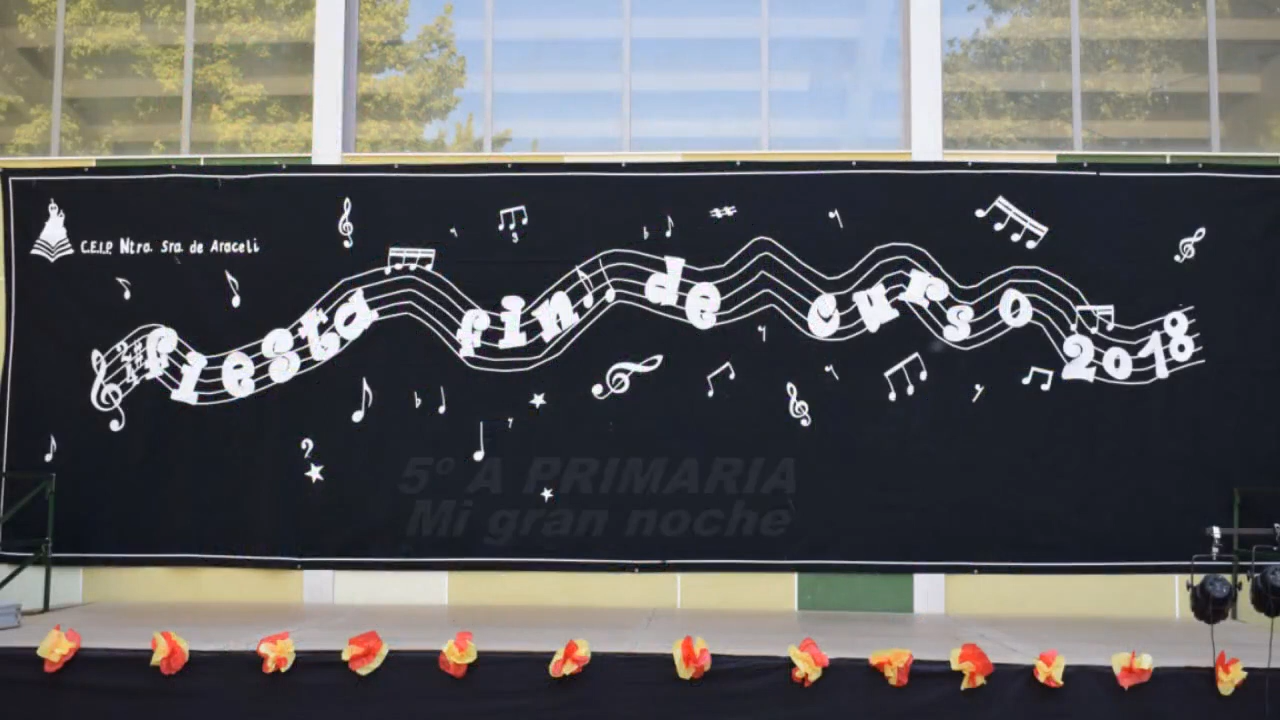 C.E.I.P. Ntra. Sra. de Araceli
fiesta fin de curso 2018
5º A PRIMARIA
Mi gran noche